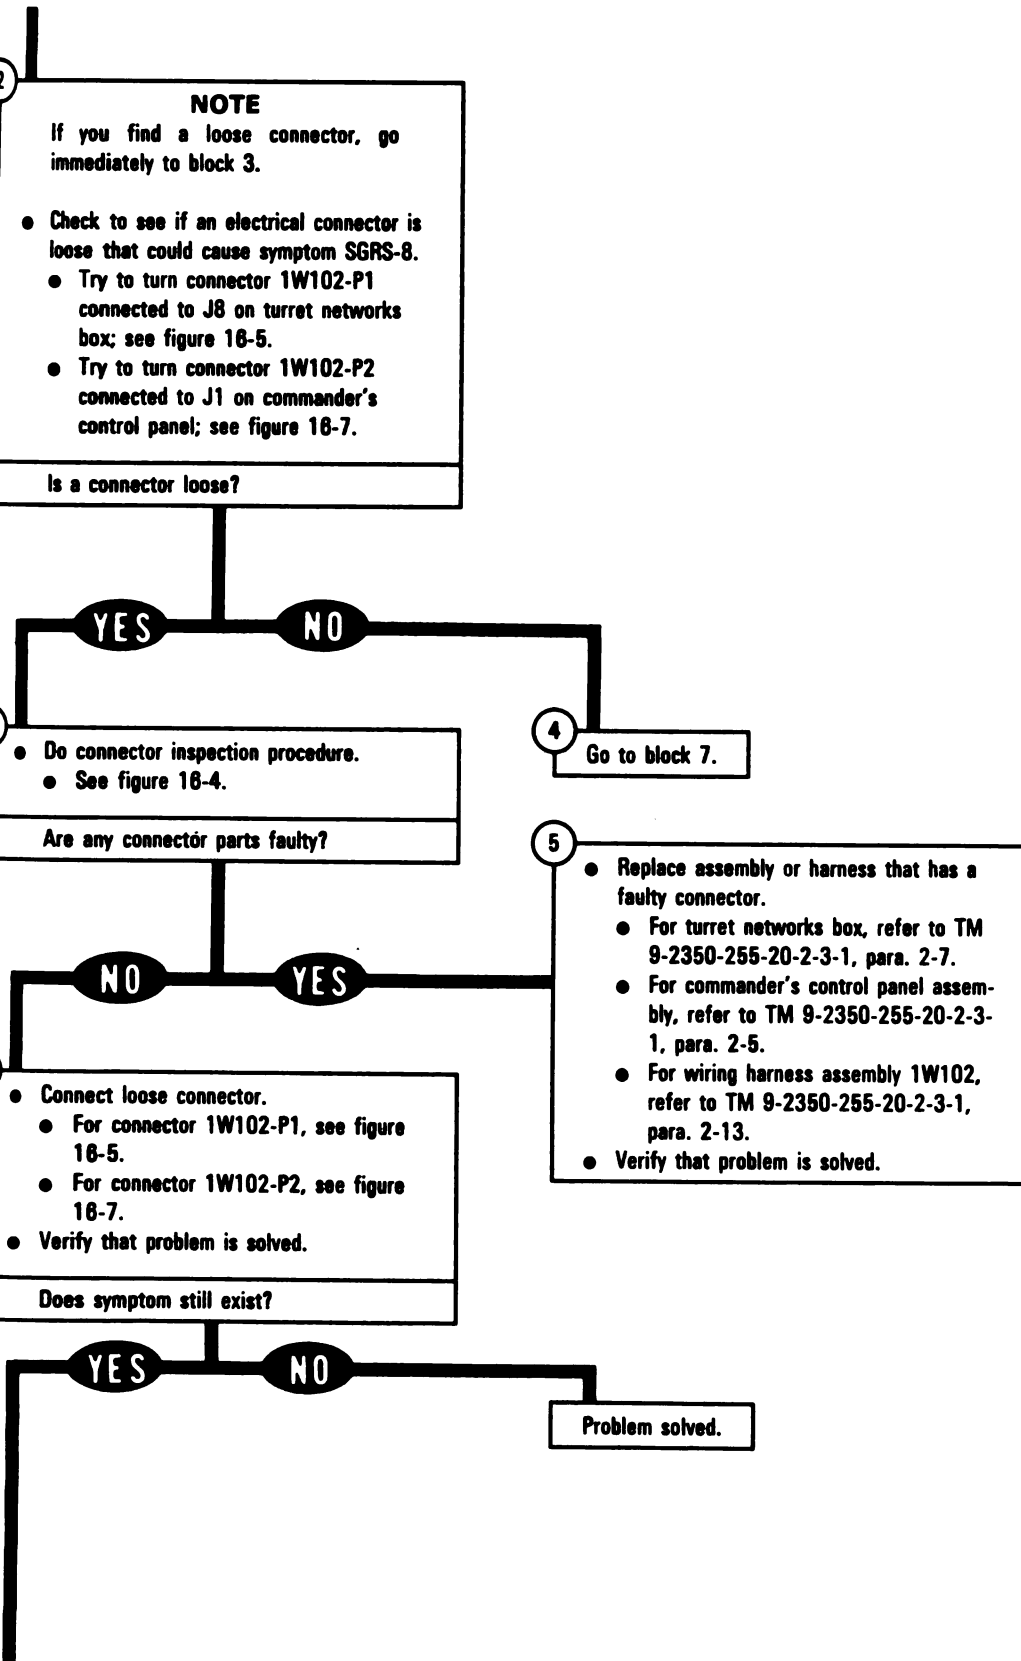 2
NOTE
If you find a loose connector, go
immediately to block 3.
● Check to see if an electrical connector is
loose that could cause symptom SGRS-8.
● Try to turn connector 1W102-P1
connected to J8 on turret networks
box; see figure 16-5.
● Try to turn connector 1W102-P2
connected to J1 on commander's
control panel; see figure 16-7.
Is a connector loose?
YES
NO
● Do connector inspection procedure.
● See figure 16-4.
Are any connector parts faulty?
4
Go to block 7.
NO
YES
5
● Replace assembly or harness that has a
faulty connector.
● For turret networks box, refer to TM
9-2350-255-20-2-3-1, para. 2-7.
● For commander's control panel assem-
bly, refer to TM 9-2350-255-20-2-3-
1, para. 2-5.
● For wiring harness assembly 1W102,
refer to TM 9-2350-255-20-2-3-1,
para. 2-13.
● Verify that problem is solved.
● Connect loose connector.
● For connector 1W102-P1, see figure
16-5.
● For connector 1W102-P2, see figure
16-7.
● Verify that problem is solved.
Does symptom still exist?
YES
NO
Problem solved.